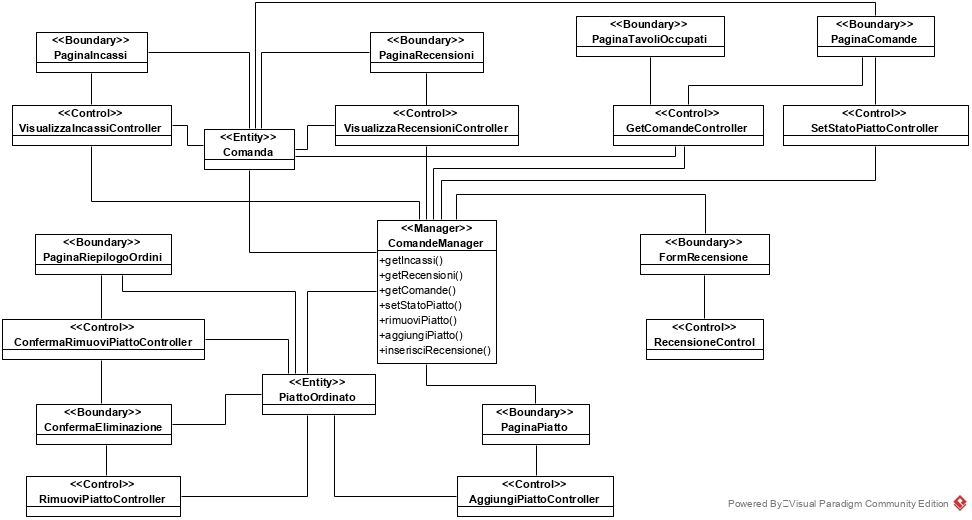 <<Boundary>>
PaginaIncassi
<<Boundary>>
PaginaRecensioni
<<Boundary>>
PaginaTavoliOccupati
<<Boundary>>
PaginaComande
<<Control>>
VisualizzaIncassiController
<<Entity>>
Comanda
<<Control>>
VisualizzaRecensioniController
<<Control>>
GetComandeController
<<Control>>
SetStatoPiattoController
<<Manager>>
ComandeManager
+getIncassi()
+getRecensioni()
+getComande()
+setStatoPiatto()
+rimuoviPiatto()
+aggiungiPiatto()
+inserisciRecensione()
<<Boundary>>
PaginaRiepilogoOrdini
<<Boundary>>
FormRecensione
<<Control>>
ConfermaRimuoviPiattoController
<<Control>>
RecensioneControl
<<Entity>>
PiattoOrdinato
<<Boundary>>
ConfermaEliminazione
<<Boundary>>
PaginaPiatto
<<Control>>
RimuoviPiattoController
<<Control>>
AggiungiPiattoController
Powered By Visual Paradigm Community Edition